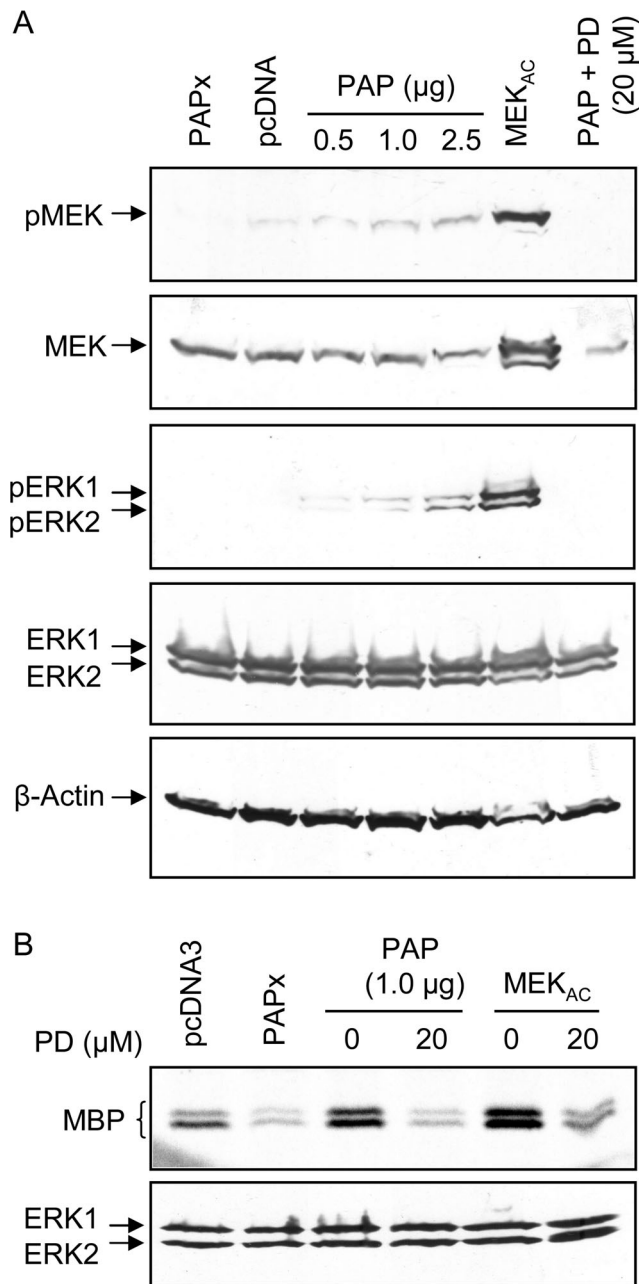 A
PAPx
pcDNA
PAP (µg)
0.5 1.0 2.5
MEKAC
PAP + PD
(20 µM)
pMEK
MEK
pERK1
pERK2
ERK1
ERK2
β-Actin
B
pcDNA3
PAPx
PAP
(1.0 µg)
MEKAC
PD (µM) 0 20 0 20
MBP
ERK1
ERK2